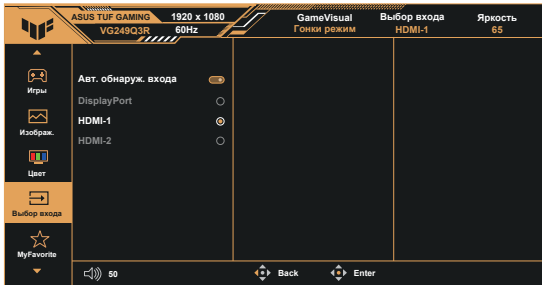 ASUS TUF GAMING 1920 x 1080 GameVisual Выбор входа Яркость
VG249Q3R 60Hz Гонки режим HDMI-1 65
Игры
Изображ.
Цвет
Выбор входа
MyFavorite
Авт. обнаруж. входа
DisplayPort
HDMI-1
HDMI-2
50 Back Enter